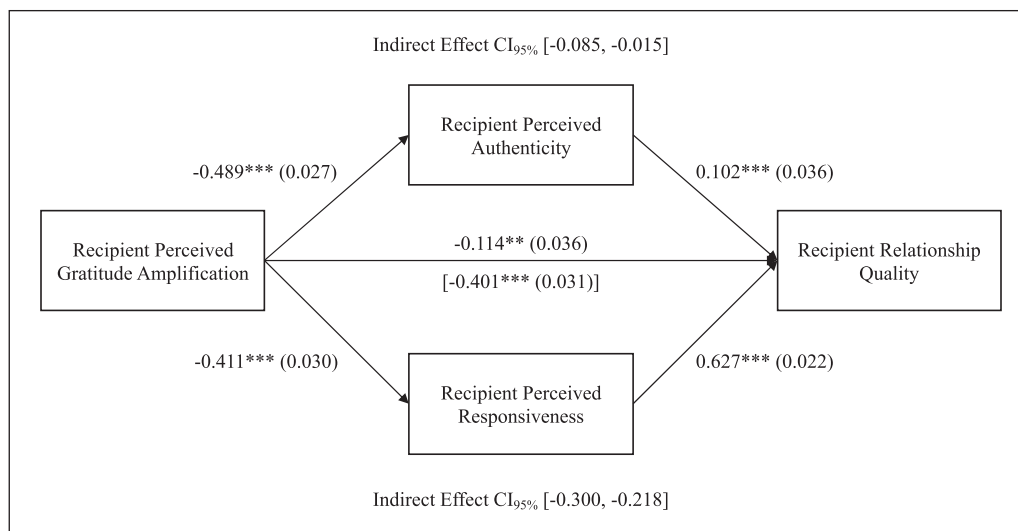 Indirect Effect CI95% [-0.085, -0.015]
Recipient Perceived
Authenticity
-0.489*** (0.027)
0.102*** (0.036)
Recipient Perceived
Gratitude Amplification
-0.114** (0.036)
[-0.401*** (0.031)]
Recipient Relationship
Quality
-0.411*** (0.030)
0.627*** (0.022)
Recipient Perceived
Responsiveness
Indirect Effect CI95% [-0.300, -0.218]